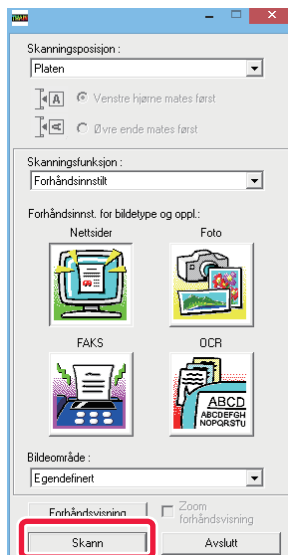 Skanningsposisjon :
Platen
A
Venstre hjørne mates først
A
Øvre ende mates først
Skanningsfunksjon :
Forhåndsinnstilt
Forhåndsinnst. for bildetype og oppl.:
Nettsider
Foto
FAKS
OCR
ABCD
ABCDEFGH
NOPQRSTU
Bildeområde :
Egendefinert
Forhåndsvisning
Zoom
forhåndsvisning
Skann
Avslutt